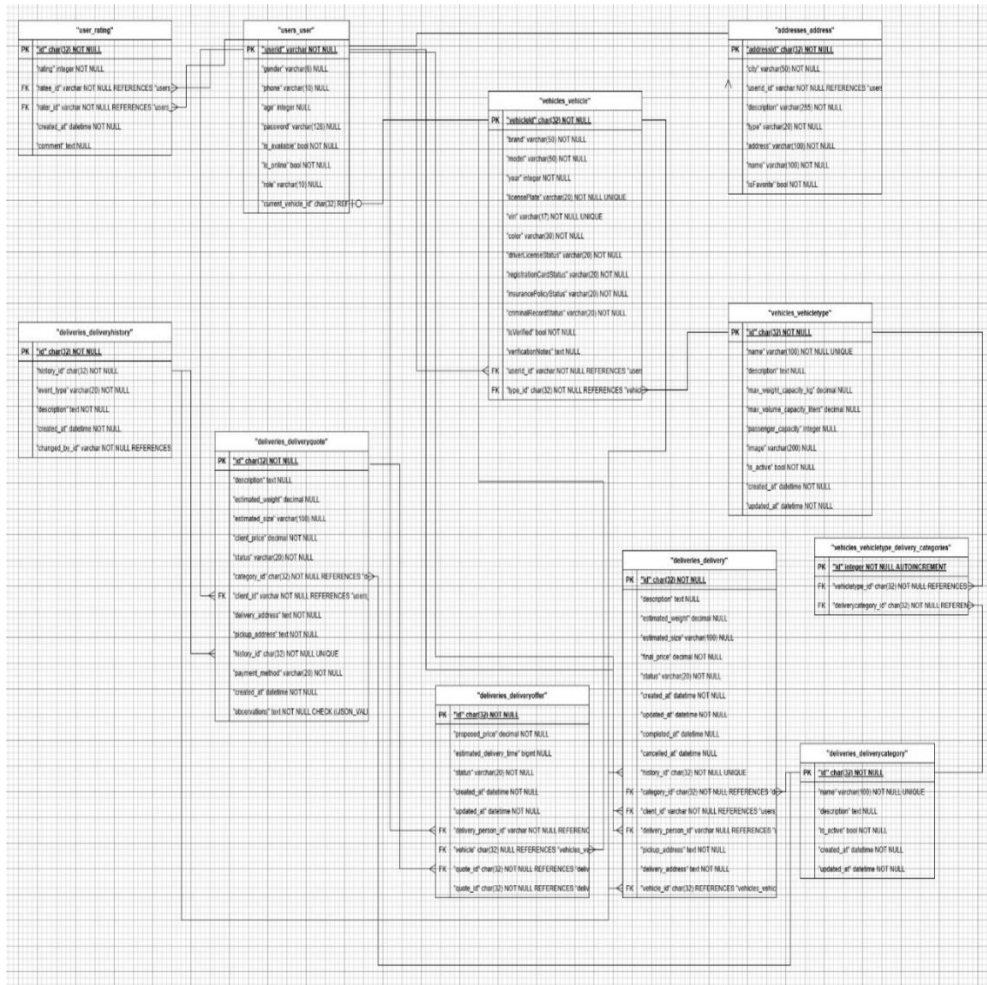 "user_rating"
PK "id" char(32) NOT NULL
"rating" integer NOT NULL
FK "ratee_id" varchar NOT NULL REFERENCES "users_
FK "rater_id" varchar NOT NULL REFERENCES "users_
"created_at" datetime NOT NULL
"comment" text NULL
"users_user"
PK "userid" varchar NOT NULL
"gender" varchar(6) NULL
"phone" varchar(10) NULL
"age" integer NULL
"password" varchar(128) NULL
"is_available" bool NOT NULL
"is_online" bool NOT NULL
"role" varchar(10) NULL
"current_vehicle_id" char(32) REF
"addresses_address"
PK "addressId" char(32) NOT NULL
"city" varchar(50) NOT NULL
"userId_id" varchar NOT NULL REFERENCES "user
"description" varchar(255) NOT NULL
"type" varchar(20) NOT NULL
"address" varchar(100) NOT NULL
"name" varchar(100) NOT NULL
"isFavorite" bool NOT NULL
"vehicles_vehicle"
PK "vehicleId" char(32) NOT NULL
"brand" varchar(50) NOT NULL
"model" varchar(50) NOT NULL
"year" integer NOT NULL
"licensePlate" varchar(20) NOT NULL UNIQUE
"vin" varchar(17) NOT NULL UNIQUE
"color" varchar(30) NOT NULL
"driverLicenseStatus" varchar(20) NOT NULL
"registrationCardStatus" varchar(20) NOT NULL
"insurancePolicyStatus" varchar(20) NOT NULL
"criminalRecordStatus" varchar(20) NOT NULL
"isVerified" bool NOT NULL
"verificationNotes" text NULL
FK "userId_id" varchar NOT NULL REFERENCES "user
FK "type_id" char(32) NOT NULL REFERENCES "vehic
"vehicles_vehicletype"
PK "id" char(32) NOT NULL
"name" varchar(100) NOT NULL UNIQUE
"description" text NULL
"max_weight_capacity_kg" decimal NULL
"max_volume_capacity_liters" decimal NULL
"passenger_capacity" integer NULL
"image" varchar(200) NULL
"is_active" bool NOT NULL
"created_at" datetime NOT NULL
"updated_at" datetime NOT NULL
"deliveries_deliveryhistory"
PK "id" char(32) NOT NULL
"history_id" char(32) NOT NULL
"event_type" varchar(20) NOT NULL
"description" text NOT NULL
"created_at" datetime NOT NULL
"changed_by_id" varchar NOT NULL REFERENCES
"deliveries_deliveryquote"
PK "id" char(32) NOT NULL
"description" text NULL
"estimated_weight" decimal NULL
"estimated_size" varchar(100) NULL
"client_price" decimal NULL
"status" varchar(20) NOT NULL
"category_id" char(32) NOT NULL REFERENCES "de
FK "client_id" varchar NOT NULL REFERENCES "users_
"delivery_address" text NOT NULL
"pickup_address" text NOT NULL
"history_id" char(32) NOT NULL UNIQUE
"payment_method" varchar(20) NOT NULL
"created_at" datetime NOT NULL
"observations" text NOT NULL CHECK (JSON_VALI
"vehicles_vehicletype_delivery_categories"
PK "id" integer NOT NULL AUTOINCREMENT
FK "vehicletype_id" char(32) NOT NULL REFERENCES
FK "deliverycategory_id" char(32) NOT NULL REFEREN
"deliveries_delivery"
PK "id" char(32) NOT NULL
"description" text NULL
"estimated_weight" decimal NULL
"estimated_size" varchar(100) NULL
"final_price" decimal NOT NULL
"status" varchar(20) NOT NULL
"created_at" datetime NOT NULL
"updated_at" datetime NOT NULL
"completed_at" datetime NULL
"cancelled_at" datetime NULL
"history_id" char(32) NOT NULL UNIQUE
FK "category_id" char(32) NOT NULL REFERENCES "de
FK "client_id" varchar NOT NULL REFERENCES "users_
FK "delivery_person_id" varchar NOT NULL REFERENCES "u
"pickup_address" text NOT NULL
"delivery_address" text NOT NULL
FK "vehicle_id" char(32) REFERENCES "vehicles_vehic
"deliveries_deliveryoffer"
PK "id" char(32) NOT NULL
"proposed_price" decimal NOT NULL
"estimated_delivery_time" bigint NULL
"status" varchar(20) NOT NULL
"created_at" datetime NOT NULL
"updated_at" datetime NOT NULL
FK "delivery_person_id" varchar NOT NULL REFERENC
FK "vehicle" char(32) NULL REFERENCES "vehicles_ve
FK "quote_id" char(32) NOT NULL REFERENCES "deliv
"quote_id" char(32) NOT NULL REFERENCES "deliv
"deliveries_deliverycategory"
PK "id" char(32) NOT NULL
"name" varchar(100) NOT NULL UNIQUE
"description" text NULL
"is_active" bool NOT NULL
"created_at" datetime NOT NULL
"updated_at" datetime NOT NULL